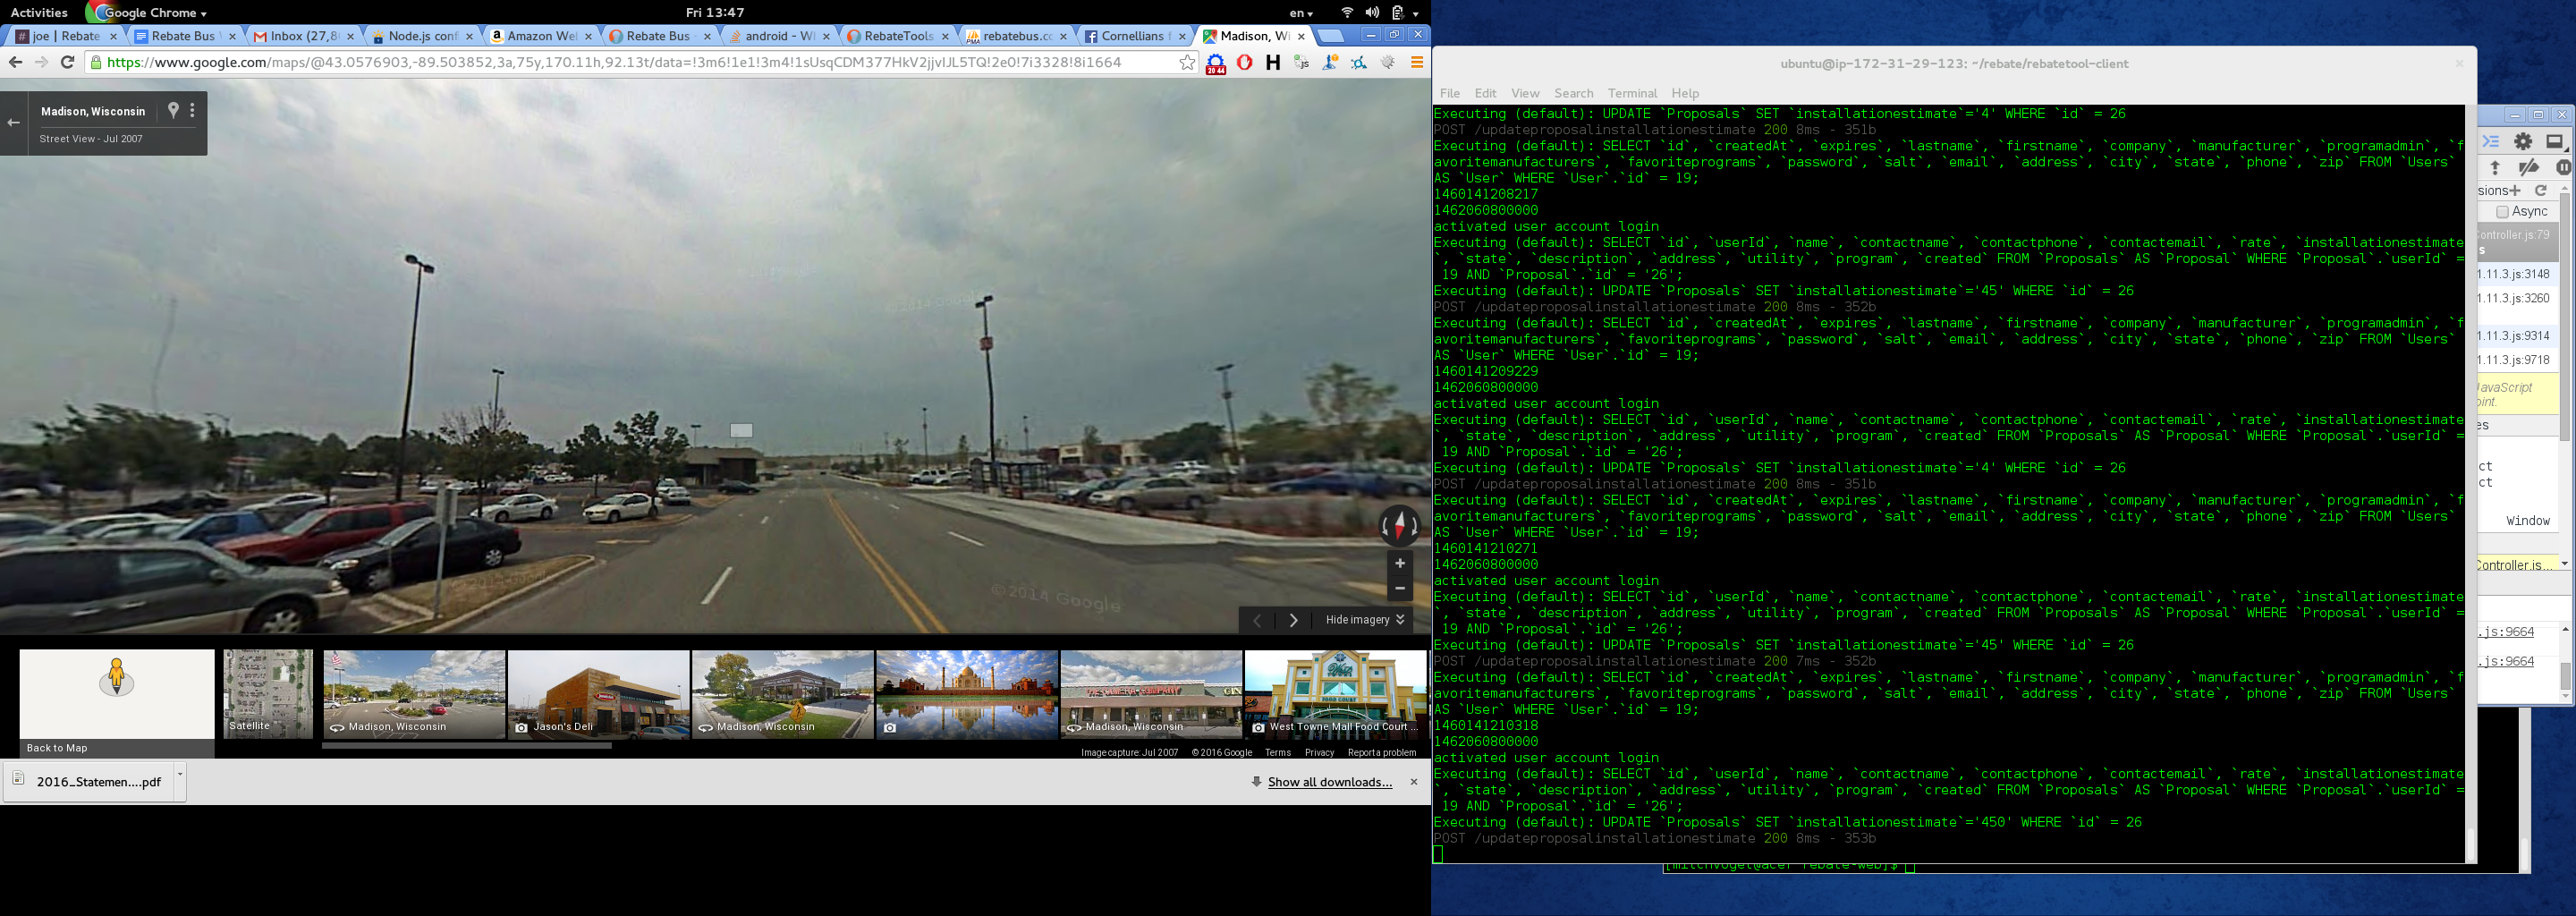 Activities
Google Chrome
Fri 13:47
en
joe | Rebate
Rebate Bus
Inbox (27,8
Node.js conf
Amazon We
Rebate Bus
android - W
RebateTools
rebatebus.c
Cornellians f
Madison, Wi
https://www.google.com/maps/@43.0576903,-89.503852,3a,75y,170.11h,92.13t/data=!3m6!1e1!3m4!1sUsqCDM377HkV2jjvIJL5TQ!2e0!7i3328!8i1664
20 44
Madison, Wisconsin
Street View - Jul 2007
©2014 Google
Hide imagery
Satellite
Madison, Wisconsin
Jason's Deli
Madison, Wisconsin
Madison, Wisconsin
West Towne Mall Food Court ...
Back to Map
Image capture: Jul 2007 © 2016 Google Terms Privacy Report a problem
2016_Statemen....pdf
Show all downloads...
ubuntu@ip-172-31-29-123: ~/rebate/rebatetool-client
File Edit View Search Terminal Help
Executing (default): UPDATE `Proposals` SET `installationestimate`='4' WHERE `id` = 26
POST /updateproposalinstallationestimate 200 8ms - 351b
Executing (default): SELECT `id`, `createdAt`, `expires`, `lastname`, `firstname`, `company`, `manufacturer`, `programadmin`, `f
avoritemanufacturers`, `favoriteprograms`, `password`, `salt`, `email`, `address`, `city`, `state`, `phone`, `zip` FROM `Users`
AS `User` WHERE `User`.`id` = 19;
1460141208217
1462060800000
activated user account login
Executing (default): SELECT `id`, `userId`, `name`, `contactname`, `contactphone`, `contactemail`, `rate`, `installationestimate
`, `state`, `description`, `address`, `utility`, `program`, `created` FROM `Proposals` AS `Proposal` WHERE `Proposal`.`userId` =
19 AND `Proposal`.`id` = '26';
Executing (default): UPDATE `Proposals` SET `installationestimate`='45' WHERE `id` = 26
POST /updateproposalinstallationestimate 200 8ms - 352b
Executing (default): SELECT `id`, `createdAt`, `expires`, `lastname`, `firstname`, `company`, `manufacturer`, `programadmin`, `f
avoritemanufacturers`, `favoriteprograms`, `password`, `salt`, `email`, `address`, `city`, `state`, `phone`, `zip` FROM `Users`
AS `User` WHERE `User`.`id` = 19;
1460141209229
1462060800000
activated user account login
Executing (default): SELECT `id`, `userId`, `name`, `contactname`, `contactphone`, `contactemail`, `rate`, `installationestimate
`, `state`, `description`, `address`, `utility`, `program`, `created` FROM `Proposals` AS `Proposal` WHERE `Proposal`.`userId` =
19 AND `Proposal`.`id` = '26';
Executing (default): UPDATE `Proposals` SET `installationestimate`='4' WHERE `id` = 26
POST /updateproposalinstallationestimate 200 8ms - 351b
Executing (default): SELECT `id`, `createdAt`, `expires`, `lastname`, `firstname`, `company`, `manufacturer`, `programadmin`, `f
avoritemanufacturers`, `favoriteprograms`, `password`, `salt`, `email`, `address`, `city`, `state`, `phone`, `zip` FROM `Users`
AS `User` WHERE `User`.`id` = 19;
1460141210271
1462060800000
activated user account login
Executing (default): SELECT `id`, `userId`, `name`, `contactname`, `contactphone`, `contactemail`, `rate`, `installationestimate
`, `state`, `description`, `address`, `utility`, `program`, `created` FROM `Proposals` AS `Proposal` WHERE `Proposal`.`userId` =
19 AND `Proposal`.`id` = '26';
Executing (default): UPDATE `Proposals` SET `installationestimate`='45' WHERE `id` = 26
POST /updateproposalinstallationestimate 200 7ms - 352b
Executing (default): SELECT `id`, `createdAt`, `expires`, `lastname`, `firstname`, `company`, `manufacturer`, `programadmin`, `f
avoritemanufacturers`, `favoriteprograms`, `password`, `salt`, `email`, `address`, `city`, `state`, `phone`, `zip` FROM `Users`
AS `User` WHERE `User`.`id` = 19;
1460141210318
1462060800000
activated user account login
Executing (default): SELECT `id`, `userId`, `name`, `contactname`, `contactphone`, `contactemail`, `rate`, `installationestimate
`, `state`, `description`, `address`, `utility`, `program`, `created` FROM `Proposals` AS `Proposal` WHERE `Proposal`.`userId` =
19 AND `Proposal`.`id` = '26';
Executing (default): UPDATE `Proposals` SET `installationestimate`='450' WHERE `id` = 26
POST /updateproposalinstallationestimate 200 8ms - 353b
sions
Async
Controller.js:79
s
1.11.3.js:3148
1.11.3.js:3260
1.11.3.js:9314
1.11.3.js:9718
JavaScript
oint.
es
ct
ct
Window
Controller.js...
.js:9664
.js:9664
[mitchvogel@acer rebate-web]$